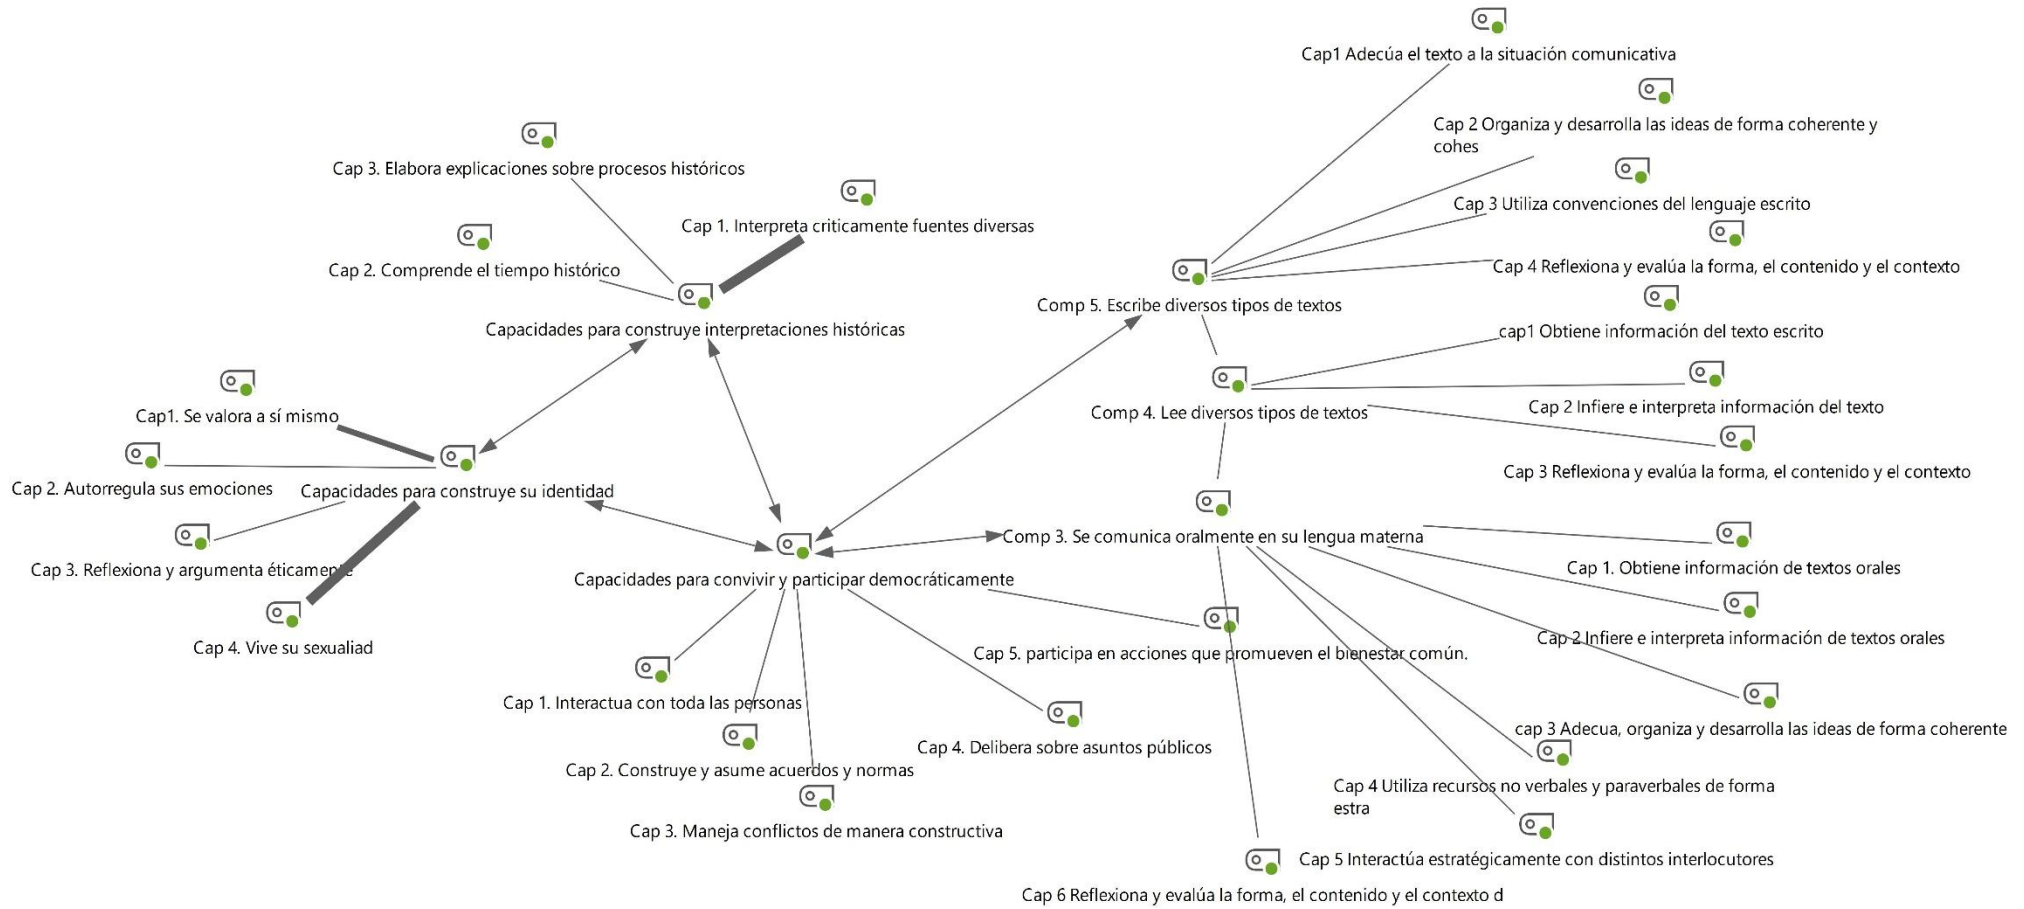 Cap1 Adecúa el texto a la situación comunicativa
Cap 2 Organiza y desarrolla las ideas de forma coherente y
cohes
Cap 3. Elabora explicaciones sobre procesos históricos
Cap 3 Utiliza convenciones del lenguaje escrito
Cap 1. Interpreta criticamente fuentes diversas
Cap 2. Comprende el tiempo histórico
Cap 4 Reflexiona y evalúa la forma, el contenido y el contexto
Comp 5. Escribe diversos tipos de textos
Capacidades para construye interpretaciones históricas
cap1 Obtiene información del texto escrito
Cap1. Se valora a sí mismo
Comp 4. Lee diversos tipos de textos
Cap 2 Infiere e interpreta información del texto
Cap 3 Reflexiona y evalúa la forma, el contenido y el contexto
Cap 2. Autorregula sus emociones
Capacidades para construye su identidad
Comp 3. Se comunica oralmente en su lengua materna
Cap 3. Reflexiona y argumenta éticamente
Cap 1. Obtiene información de textos orales
Capacidades para convivir y participar democráticamente
Cap 2 Infiere e interpreta información de textos orales
Cap 4. Vive su sexualiad
Cap 5. participa en acciones que promueven el bienestar común.
Cap 1. Interactua con toda las personas
cap 3 Adecua, organiza y desarrolla las ideas de forma coherente
Cap 4. Delibera sobre asuntos públicos
Cap 2. Construye y asume acuerdos y normas
Cap 4 Utiliza recursos no verbales y paraverbales de forma
estra
Cap 3. Maneja conflictos de manera constructiva
Cap 5 Interactúa estratégicamente con distintos interlocutores
Cap 6 Reflexiona y evalúa la forma, el contenido y el contexto d